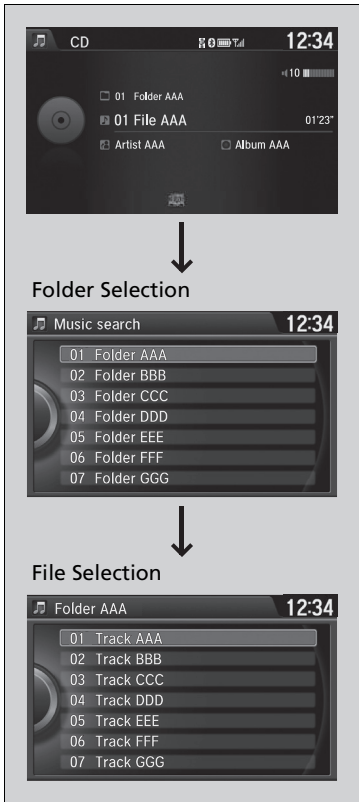 CD 12:34
10
01 Folder AAA
01 File AAA 01'23"
Artist AAA Album AAA
Folder Selection
Music search 12:34
01 Folder AAA
02 Folder BBB
03 Folder CCC
04 Folder DDD
05 Folder EEE
06 Folder FFF
07 Folder GGG
File Selection
Folder AAA 12:34
01 Track AAA
02 Track BBB
03 Track CCC
04 Track DDD
05 Track EEE
06 Track FFF
07 Track GGG